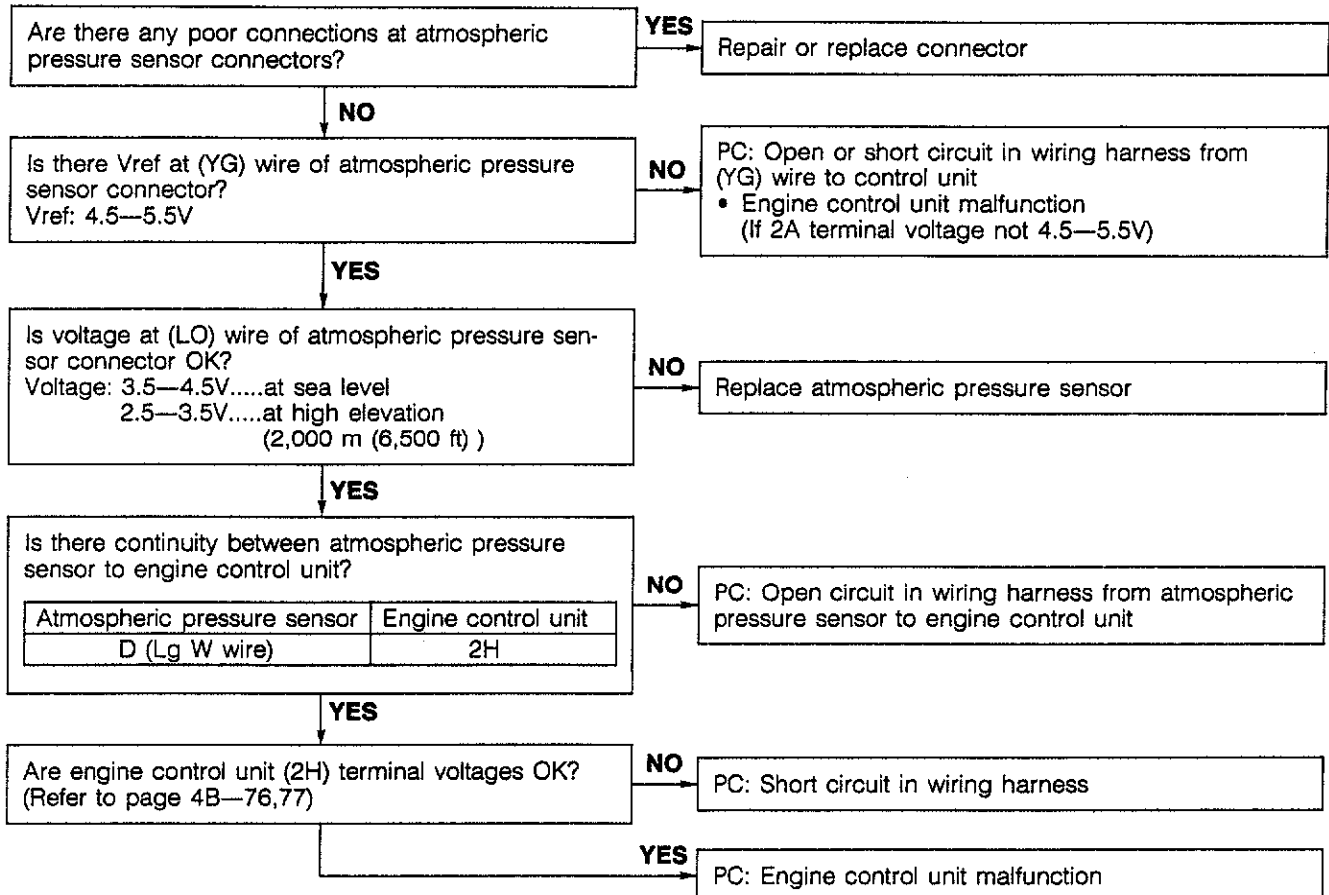 Are there any poor connections at atmospheric
pressure sensor connectors?
YES
Repair or replace connector
NO
Is there Vref at (YG) wire of atmospheric pressure
sensor connector?
Vref: 4.5—5.5V
NO
PC: Open or short circuit in wiring harness from
(YG) wire to control unit
• Engine control unit malfunction
(If 2A terminal voltage not 4.5—5.5V)
YES
Is voltage at (LO) wire of atmospheric pressure sen-
sor connector OK?
Voltage: 3.5—4.5V.....at sea level
2.5—3.5V.....at high elevation
(2,000 m (6,500 ft) )
NO
Replace atmospheric pressure sensor
YES
Is there continuity between atmospheric pressure
sensor to engine control unit?
Atmospheric pressure sensor Engine control unit
D (Lg W wire) 2H
NO
PC: Open circuit in wiring harness from atmospheric
pressure sensor to engine control unit
YES
Are engine control unit (2H) terminal voltages OK?
(Refer to page 4B—76,77)
NO
PC: Short circuit in wiring harness
YES
PC: Engine control unit malfunction